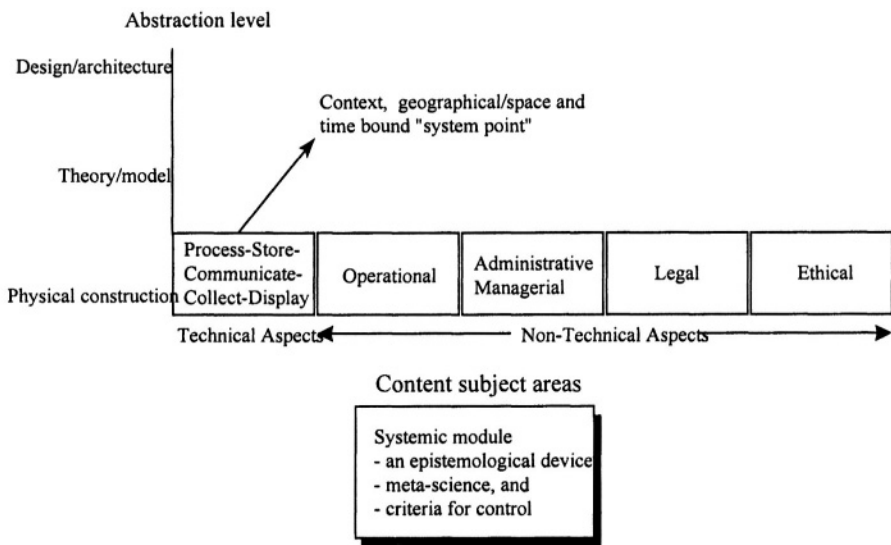 Abstraction level
Design/architecture
Context, geographical/space and
time bound "system point"
Theory/model
Physical construction
Process-Store-
Communicate-
Collect-Display
Operational
Administrative
Managerial
Legal
Ethical
Technical Aspects
Non-Technical Aspects
Content subject areas
Systemic module
- an epistemological device
- meta-science, and
- criteria for control